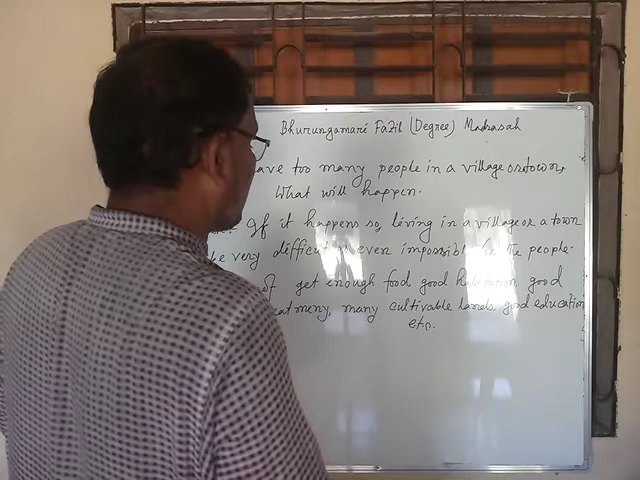 Bhurungamari Fazil (Degree) Madrasah
ave too many people in a village or town,
What will happen.
If it happens so, living in a village or a town
be very difficult or even impossible for the people.
get enough food good habitation good
many cultivable lands, good education
etc.